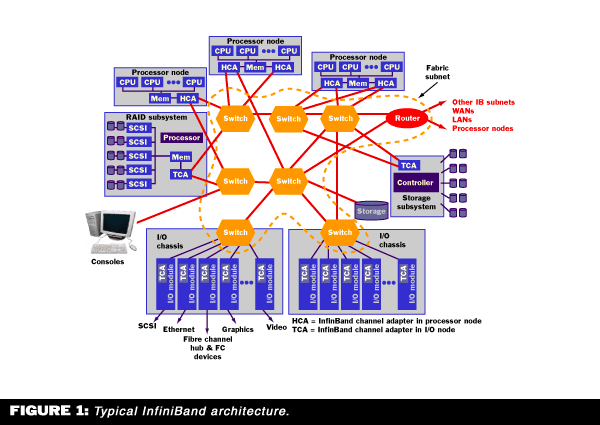 Processor node
CPU CPU CPU
HCA Mem HCA
Processor node
CPU CPU CPU
Mem HCA
Processor node
CPU CPU CPU
HCA Mem HCA
Fabric
subnet
RAID subsystem
SCSI
SCSI
SCSI
SCSI
SCSI
Processor
Mem
TCA
Switch
Switch
Switch
Router
Other IB subnets
WANs
LANs
Processor nodes
Switch
Switch
TCA
Controller
Storage
subsystem
Storage
Consoles
Switch
I/O
chassis
TCA I/O module
TCA I/O module
TCA I/O module
TCA I/O module
TCA I/O module
Switch
I/O
chassis
TCA I/O module
TCA I/O module
TCA I/O module
TCA I/O module
TCA I/O module
SCSI
Ethernet
Fibre channel
hub & FC
devices
Graphics
Video
HCA = InfiniBand channel adapter in processor node
TCA = InfiniBand channel adapter in I/O node
FIGURE 1: Typical InfiniBand architecture.